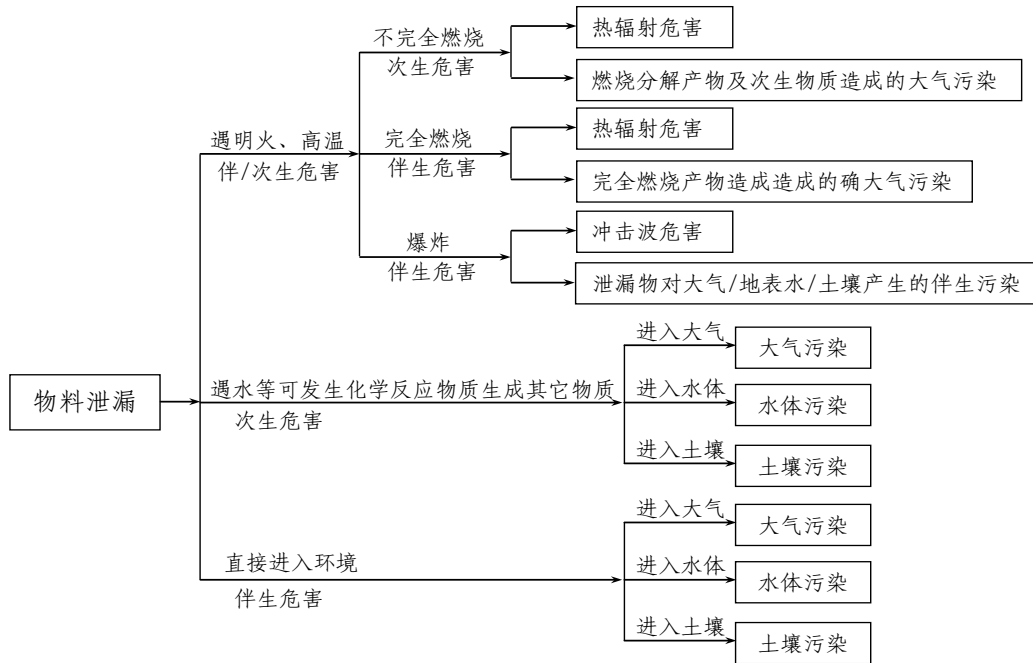 不完全燃烧
次生危害
热辐射危害
燃烧分解产物及次生物质造成的大气污染
遇明火、高温
伴/次生危害
完全燃烧
伴生危害
热辐射危害
完全燃烧产物造成造成的确大气污染
爆炸
伴生危害
冲击波危害
泄漏物对大气/地表水/土壤产生的伴生污染
物料泄漏
遇水等可发生化学反应物质生成其它物质
次生危害
进入大气
大气污染
进入水体
水体污染
进入土壤
土壤污染
直接进入环境
伴生危害
进入大气
大气污染
进入水体
水体污染
进入土壤
土壤污染